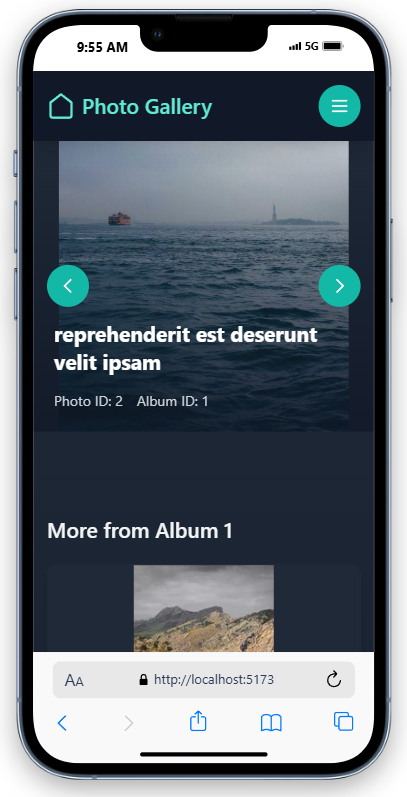 9:55 AM
5G
Photo Gallery
reprehenderit est deserunt
velit ipsam
Photo ID: 2 Album ID: 1
More from Album 1
AA
http://localhost:5173